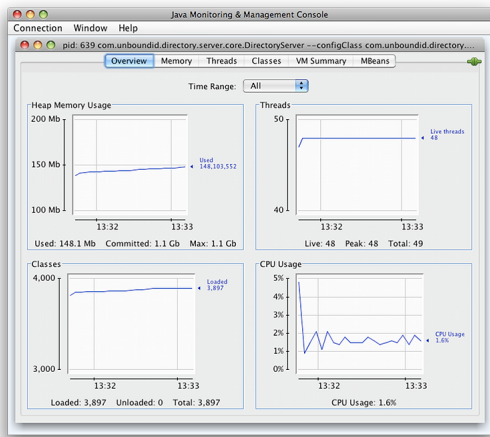 Java Monitoring & Management Console
Connection Window Help
pid: 639 com.unboundid.directory.server.core.DirectoryServer --configClass com.unboundid.directory....
Overview Memory Threads Classes VM Summary MBeans
Time Range: All
Heap Memory Usage
200 Mb
150 Mb
100 Mb
Used
148,103,552
13:32 13:33
Used: 148.1 Mb Committed: 1.1 Gb Max: 1.1 Gb
Threads
50
40
Live threads
48
13:32 13:33
Live: 48 Peak: 48 Total: 49
Classes
4,000
3,000
Loaded
3,897
13:32 13:33
Loaded: 3,897 Unloaded: 0 Total: 3,897
CPU Usage
5%
4%
3%
2%
1%
0%
CPU Usage
1.6%
13:32 13:33
CPU Usage: 1.6%